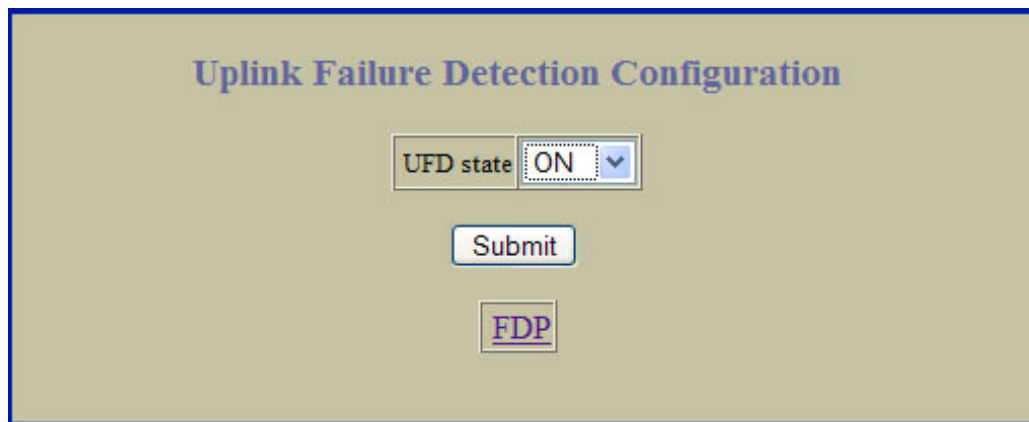 Uplink Failure Detection Configuration
UFD state ON
Submit
FDP